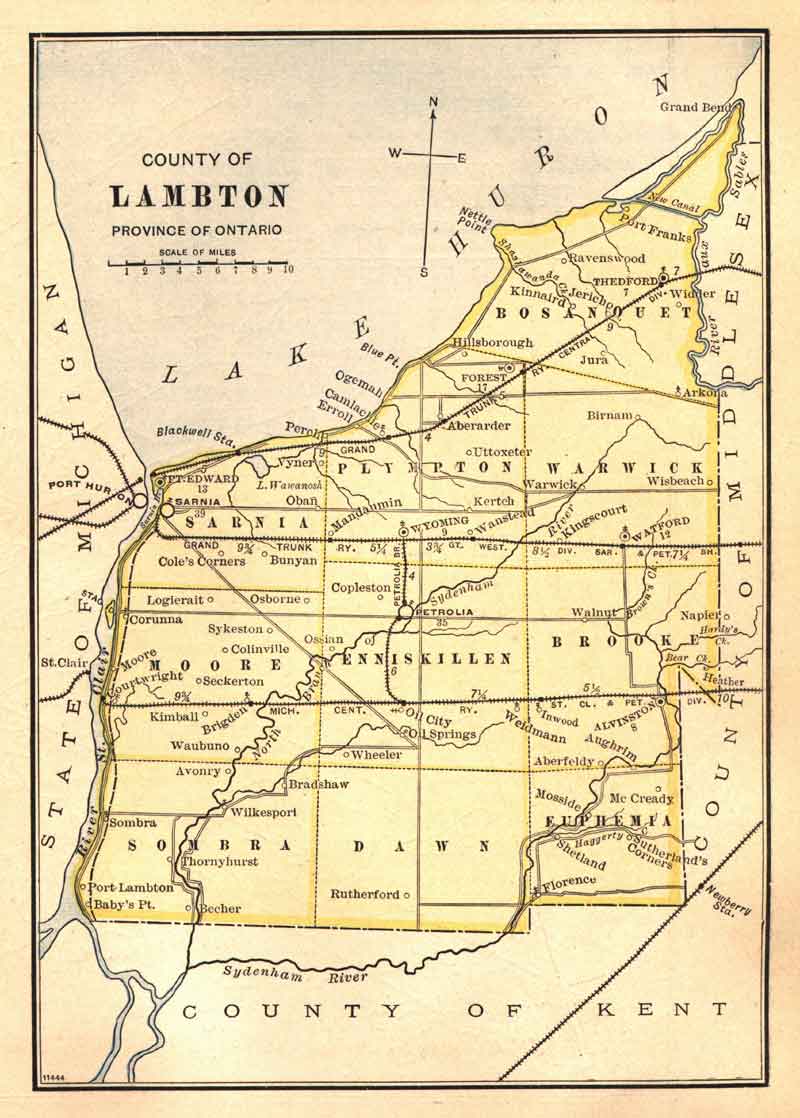 COUNTY OF
LAMBTON
PROVINCE OF ONTARIO
SCALE OF MILES
1 2 3 4 5 6 7 8 9 10
N
W E
S
LAKE HURON
Grand Bend
River aux Sabler
New Canal
Port Franks
Nettle Point
Shashawanda Ck.
Ravenswood
THEDFORD
7
Kinnaird
Jericho
7
DIV.
Widder
BOSANQUET
9
Hillsborough
Blue Pt.
RY. CENTRAL
Jura
FOREST
17
Ogemah
Camlachie
Erroll
TRUNK
Arkona
Aberarder
4
Birnam
Blackwell Sta.
Perch
9
GRAND
Uttoxeter
Vyner
PLYMPTON
WARWICK
PORT HURON
PT. EDWARD
13
L. Wawanosh
Warwick
Wisbeach
SARNIA
39
Oban
Kertch
Mandaumin
SARNIA
WYOMING
9
Wanstead
River
Kingscourt
WATFORD
12
GRAND 9¾ TRUNK RY. 5¼ 3¾ GT. WEST. 8½ DIV. SAR. & PET. 7¼ BR.
Cole's Corners
Bunyan
PETROLIA BR.
4
Copleston
Sydenham
Brown's Ck.
STAG
Logierait
Osborne
Corunna
PETROLIA
35
Walnut
Napier
Sykeston
Ossian
of
Hardy's Ck.
St. Clair
Colinville
BROOKE
Moore
MOORE
ENNISKILLEN
Bear Ck.
Courtwright
Seckerton
6
Heather
9¾ MICH. CENT. RY. 7¼ ST. CL. & PET. 5½ DIV. 10
Kimball
Brigden
Oil City
Inwood
ALVINSTON
8
Weidmann
Oil Springs
Aughrim
Waubuno
North Branch
Wheeler
Avonry
Aberfeldy
Bradshaw
Mosside
Mc Cready
Sombra
Wilkesport
EUPHEMIA
SOMBRA
DAWN
Haggerty
Sutherland's Corners
Thornyhurst
Shetland
Port Lambton
Rutherford
Florence
Baby's Pt.
Becher
Newberry Sta.
Sydenham River
River St. Clair
STATE OF MICHIGAN
COUNTY OF MIDDLESEX
COUNTY OF KENT
11444